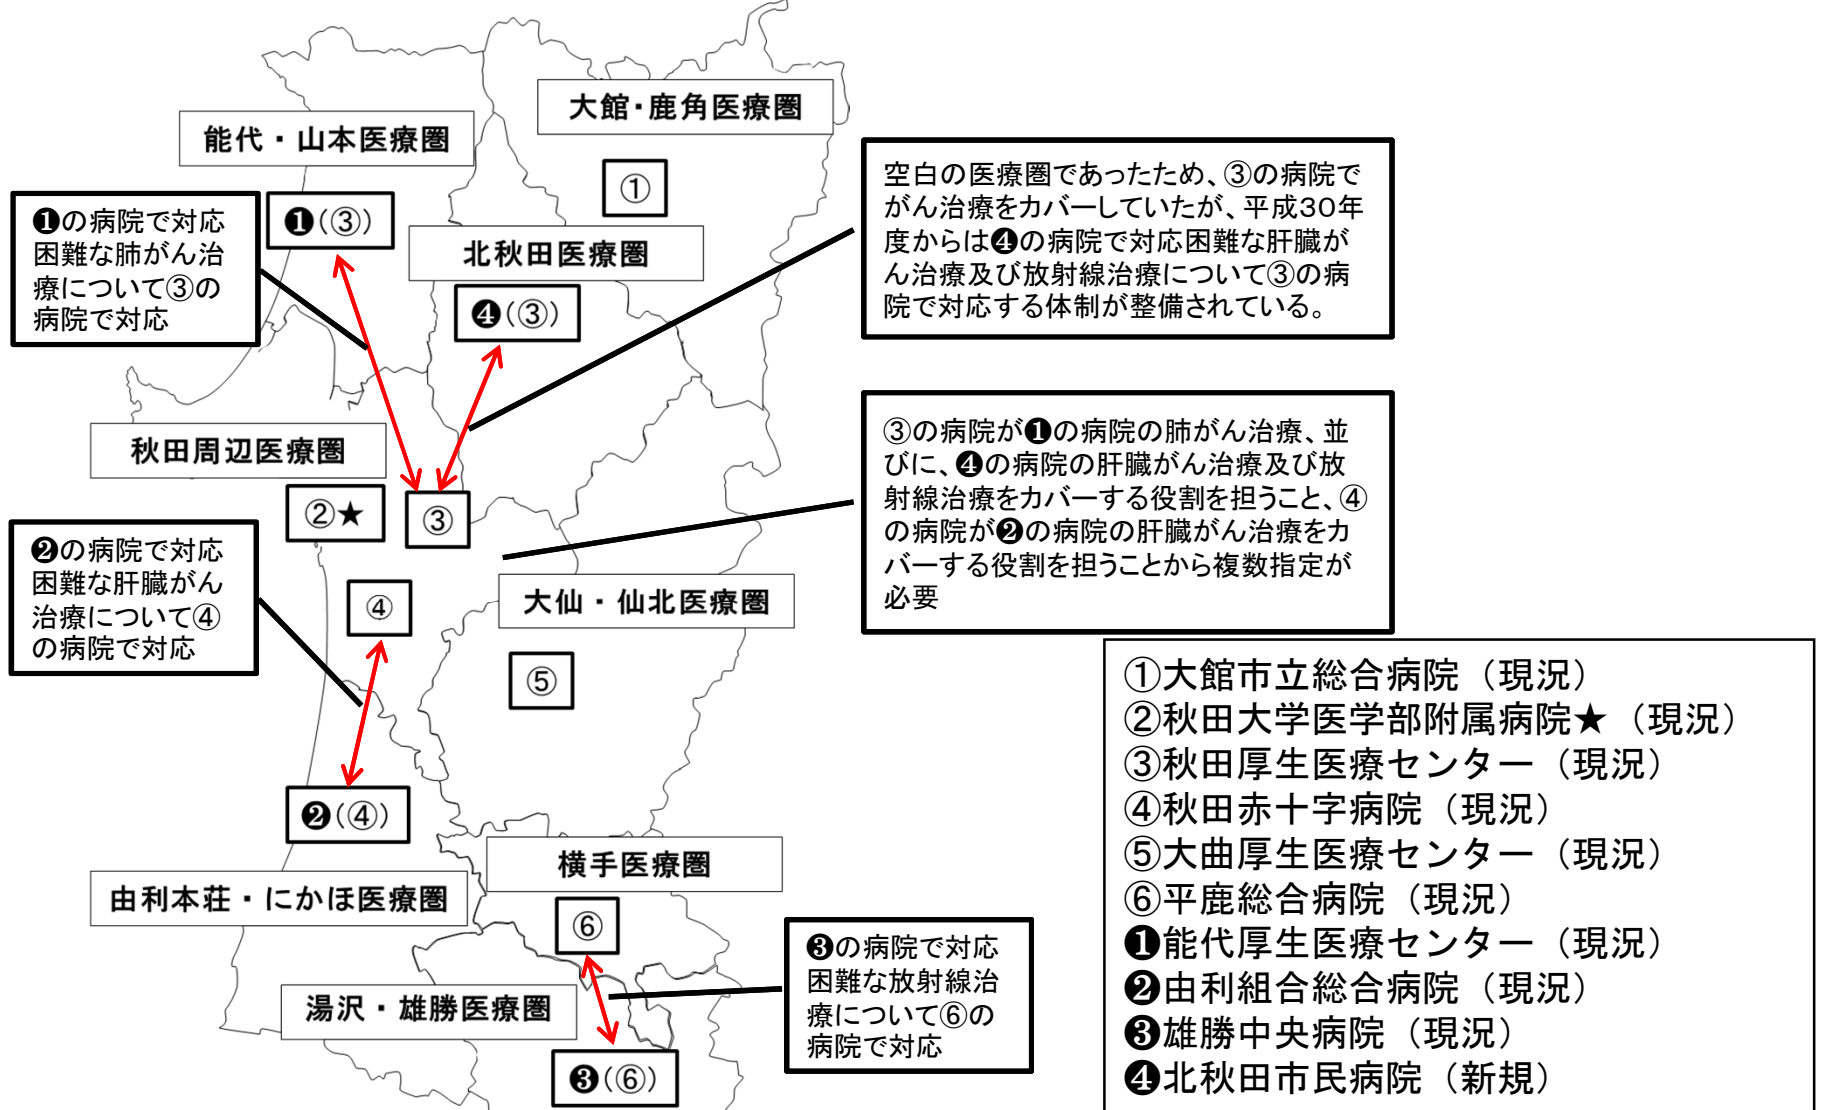 大館・鹿角医療圏
能代・山本医療圏
①
❶(③)
❶の病院で対応
困難な肺がん治
療について③の
病院で対応
北秋田医療圏
❹(③)
空白の医療圏であったため、③の病院で
がん治療をカバーしていたが、平成30年
度からは❹の病院で対応困難な肝臓が
ん治療及び放射線治療について③の病
院で対応する体制が整備されている。
秋田周辺医療圏
②★
③
③の病院が❶の病院の肺がん治療、並
びに、❹の病院の肝臓がん治療及び放
射線治療をカバーする役割を担うこと、④
の病院が❷の病院の肝臓がん治療をカ
バーする役割を担うことから複数指定が
必要
❷の病院で対応
困難な肝臓がん
治療について④
の病院で対応
④
大仙・仙北医療圏
⑤
❷(④)
由利本荘・にかほ医療圏
横手医療圏
⑥
❸の病院で対応
困難な放射線治
療について⑥の
病院で対応
湯沢・雄勝医療圏
❸(⑥)
①大館市立総合病院（現況）
②秋田大学医学部附属病院★（現況）
③秋田厚生医療センター（現況）
④秋田赤十字病院（現況）
⑤大曲厚生医療センター（現況）
⑥平鹿総合病院（現況）
❶能代厚生医療センター（現況）
❷由利組合総合病院（現況）
❸雄勝中央病院（現況）
❹北秋田市民病院（新規）